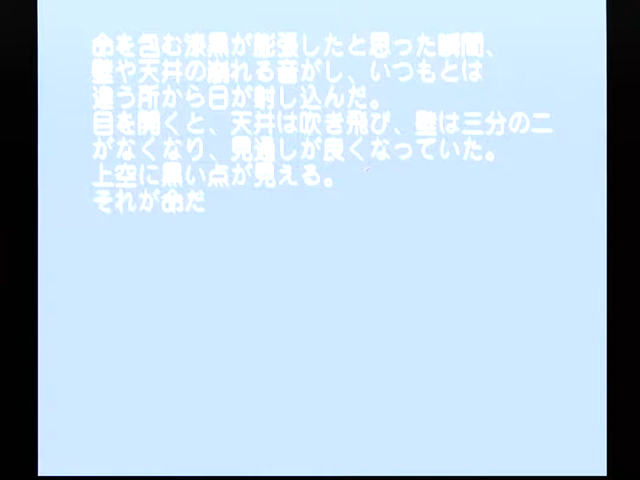 命を包む漆黒が膨張したと思った瞬間、
壁や天井の崩れる音がし、いつもとは
違う所から日が射し込んだ。
目を開くと、天井は吹き飛び、壁は三分の二
がなくなり、見通しが良くなっていた。
上空に黒い点が見える。
それが命だ